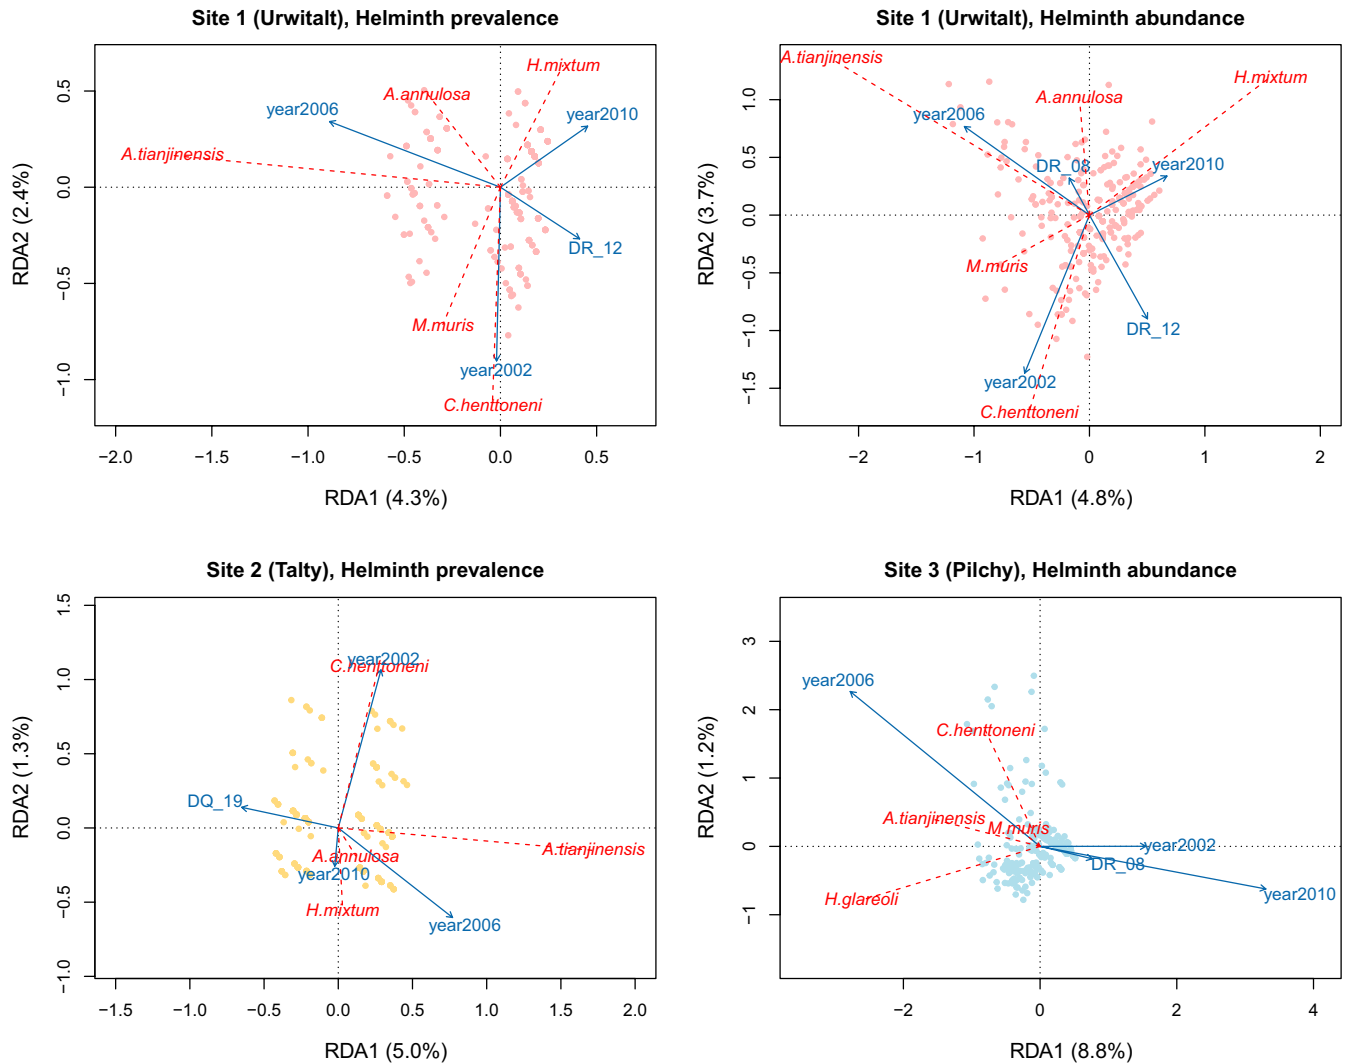 Site 1 (Urwitalt), Helminth prevalence
RDA2 (2.4%)
0.5
0.0
−0.5
−1.0
H.mixtum
A.annulosa
year2006
year2010
A.tianjinensis
DR_12
M.muris
year2002
C.henttoneni
−2.0 −1.5 −1.0 −0.5 0.0 0.5
RDA1 (4.3%)
Site 1 (Urwitalt), Helminth abundance
RDA2 (3.7%)
1.0
0.5
0.0
−0.5
−1.0
−1.5
A.tianjinensis
H.mixtum
A.annulosa
year2006
DR_08
year2010
M.muris
DR_12
year2002
C.henttoneni
−2 −1 0 1 2
RDA1 (4.8%)
Site 2 (Talty), Helminth prevalence
RDA2 (1.3%)
1.5
1.0
0.5
0.0
−0.5
−1.0
year2002
C.henttoneni
DQ_19
A.tianjinensis
A.annulosa
year2010
H.mixtum
year2006
−1.5 −1.0 −0.5 0.0 0.5 1.0 1.5 2.0
RDA1 (5.0%)
Site 3 (Pilchy), Helminth abundance
RDA2 (1.2%)
3
2
1
0
−1
year2006
C.henttoneni
A.tianjinensis
M.muris
year2002
DR_08
H.glareoli
year2010
−2 0 2 4
RDA1 (8.8%)